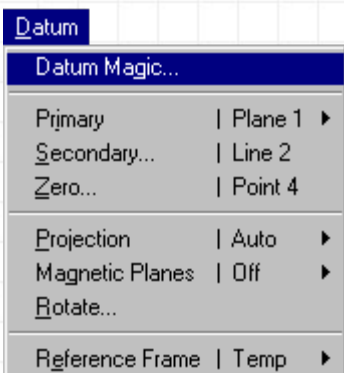 Datum
Datum Magic...
Primary | Plane 1
Secondary... | Line 2
Zero... | Point 4
Projection | Auto
Magnetic Planes | Off
Rotate...
Reference Frame | Temp